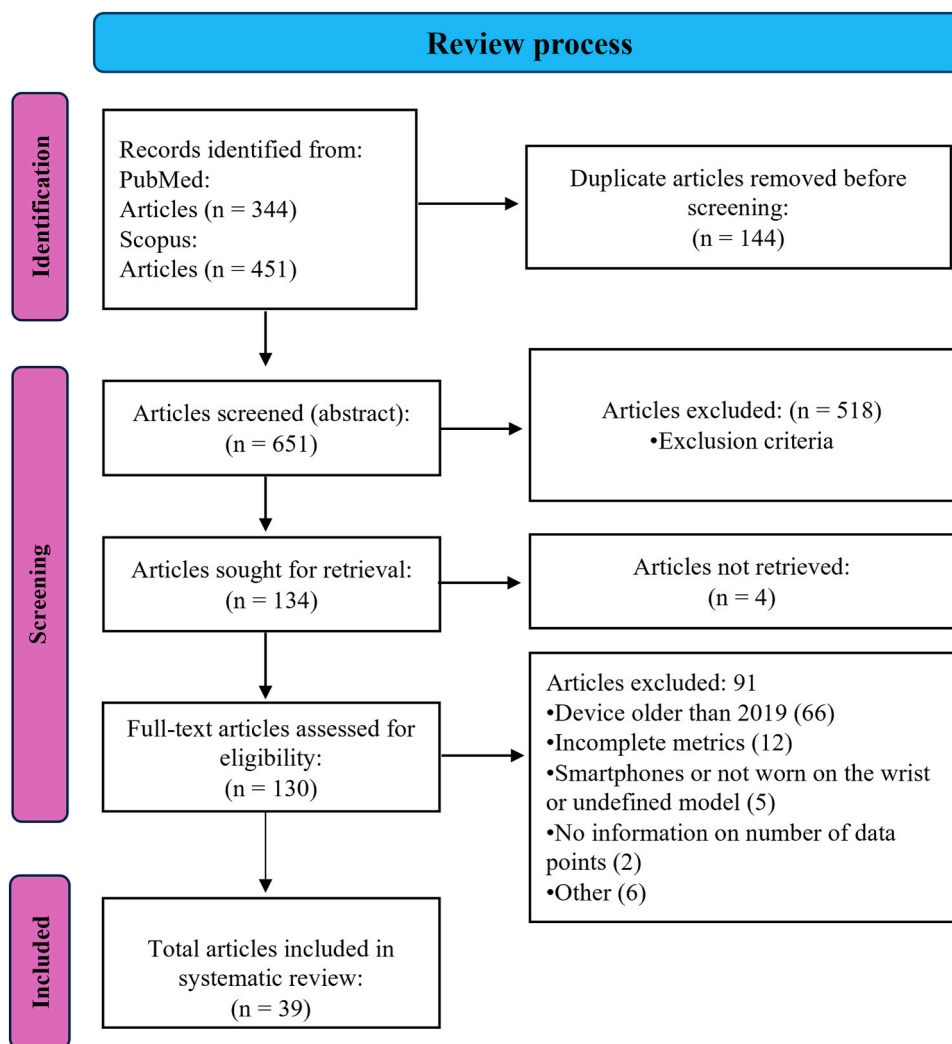 Review process
Identification
Records identified from:
PubMed:
Articles (n = 344)
Scopus:
Articles (n = 451)
Duplicate articles removed before
screening:
(n = 144)
Screening
Articles screened (abstract):
(n = 651)
Articles excluded: (n = 518)
•Exclusion criteria
Articles sought for retrieval:
(n = 134)
Articles not retrieved:
(n = 4)
Full-text articles assessed for
eligibility:
(n = 130)
Articles excluded: 91
•Device older than 2019 (66)
•Incomplete metrics (12)
•Smartphones or not worn on the wrist
or undefined model (5)
•No information on number of data
points (2)
•Other (6)
Included
Total articles included in
systematic review:
(n = 39)